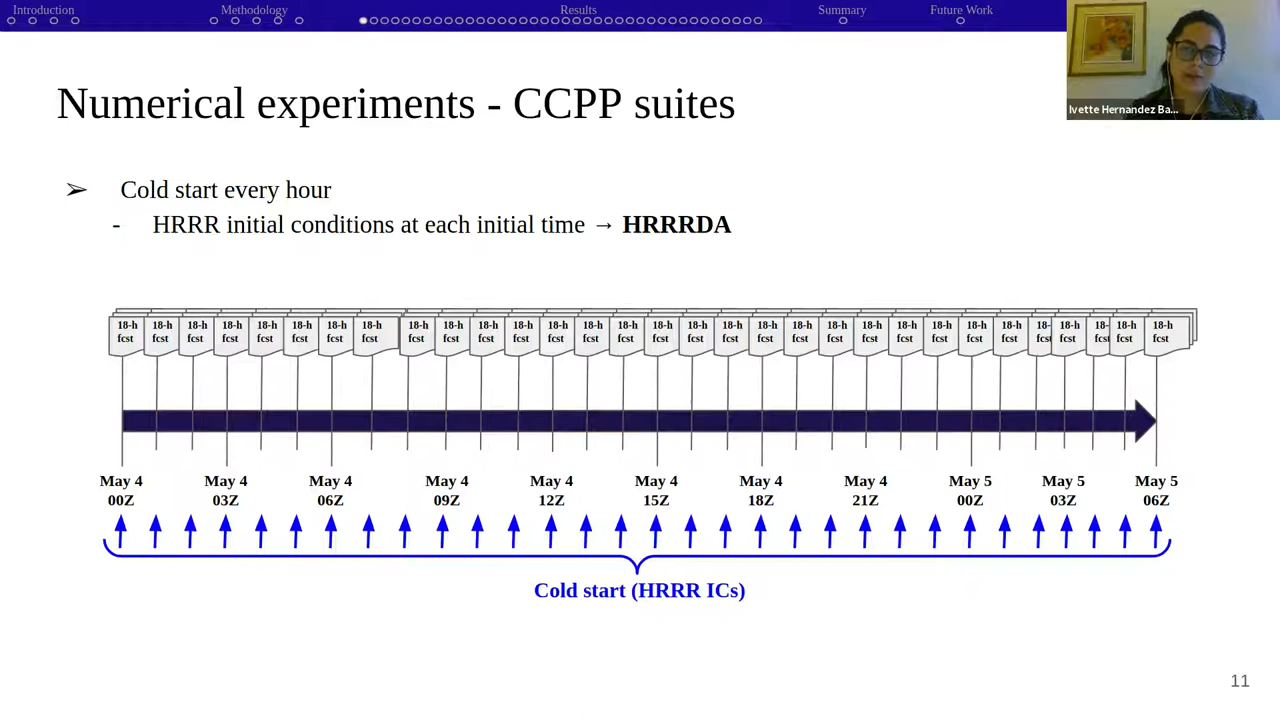 Introduction Methodology Results Summary Future Work
Ivette Hernandez Ba...
Numerical experiments - CCPP suites
➢ Cold start every hour
- HRRR initial conditions at each initial time → HRRRDA
18-h 18-h 18-h 18-h 18-h 18-h 18-h 18-h 18-h 18-h 18-h 18-h 18-h 18-h 18-h 18-h 18-h 18-h 18-h 18-h 18-h 18-h 18-h 18-h 18-h 18-h 18- 18-h 18- 18-h 18-h
fcst fcst fcst fcst fcst fcst fcst fcst fcst fcst fcst fcst fcst fcst fcst fcst fcst fcst fcst fcst fcst fcst fcst fcst fcst fcst fcst fcst fcst fcst fcst
May 4 May 4 May 4 May 4 May 4 May 4 May 4 May 4 May 5 May 5 May 5
00Z 03Z 06Z 09Z 12Z 15Z 18Z 21Z 00Z 03Z 06Z
Cold start (HRRR ICs)
11